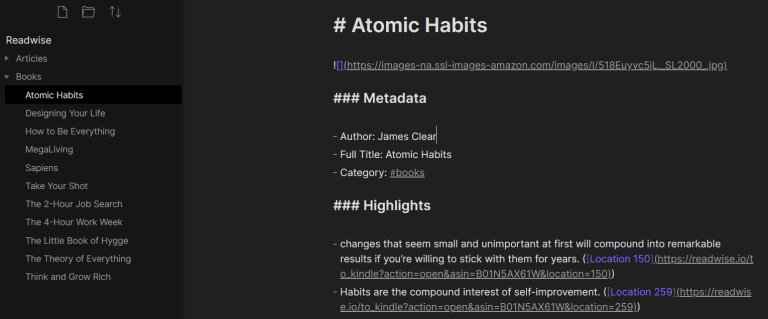 Readwise
Articles
Books
Atomic Habits
Designing Your Life
How to Be Everything
MegaLiving
Sapiens
Take Your Shot
The 2-Hour Job Search
The 4-Hour Work Week
The Little Book of Hygge
The Theory of Everything
Think and Grow Rich
# Atomic Habits
![](https://images-na.ssl-images-amazon.com/images/I/518Euyvc5jL._SL2000_.jpg)
### Metadata
- Author: James Clear
- Full Title: Atomic Habits
- Category: #books
### Highlights
- changes that seem small and unimportant at first will compound into remarkable
results if you’re willing to stick with them for years. ([Location 150](https://readwise.io/t
o_kindle?action=open&asin=B01N5AX61W&location=150))
- Habits are the compound interest of self-improvement. ([Location 259](https://readwis
e.io/to_kindle?action=open&asin=B01N5AX61W&location=259))